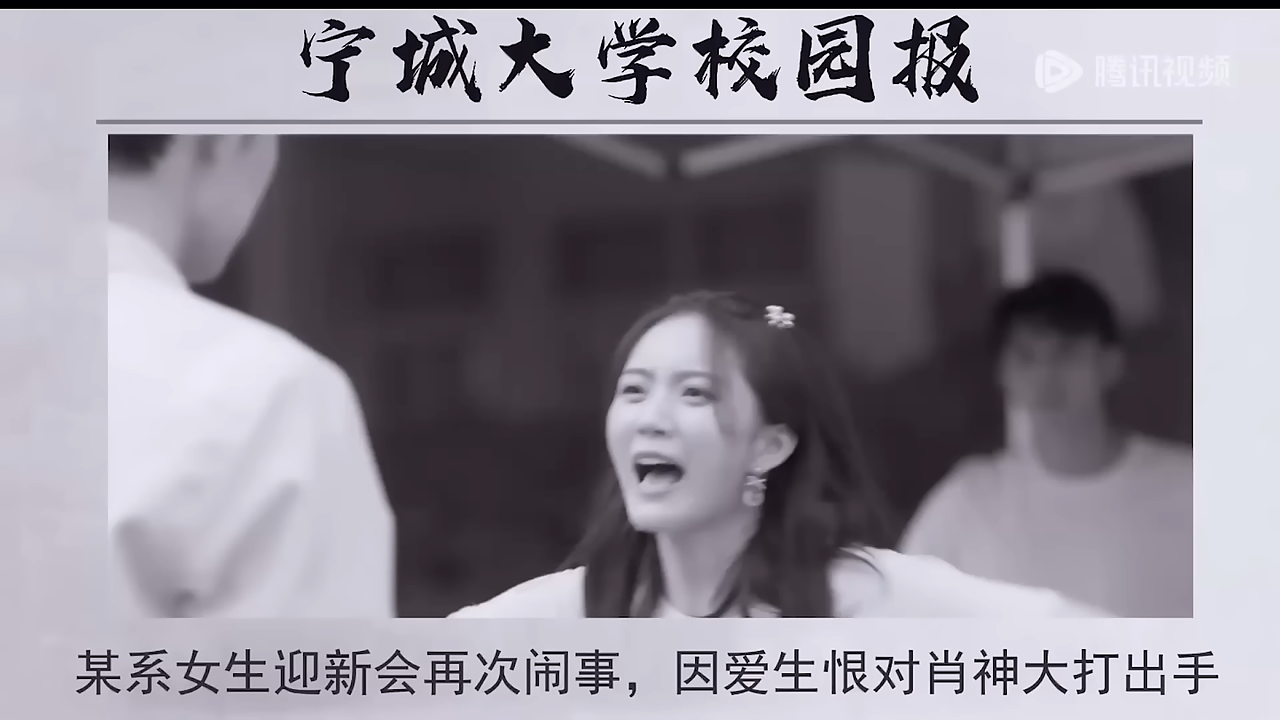 宁城大学校园报
腾讯视频
某系女生迎新会再次闹事，因爱生恨对肖神大打出手